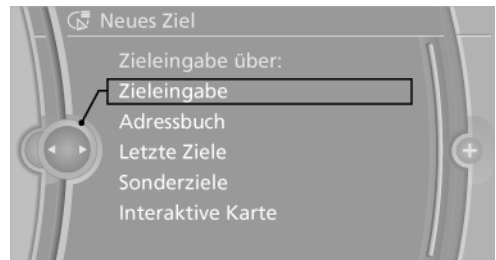 Neues Ziel
Zieleingabe über:
Zieleingabe
Adressbuch
Letzte Ziele
Sonderziele
Interaktive Karte